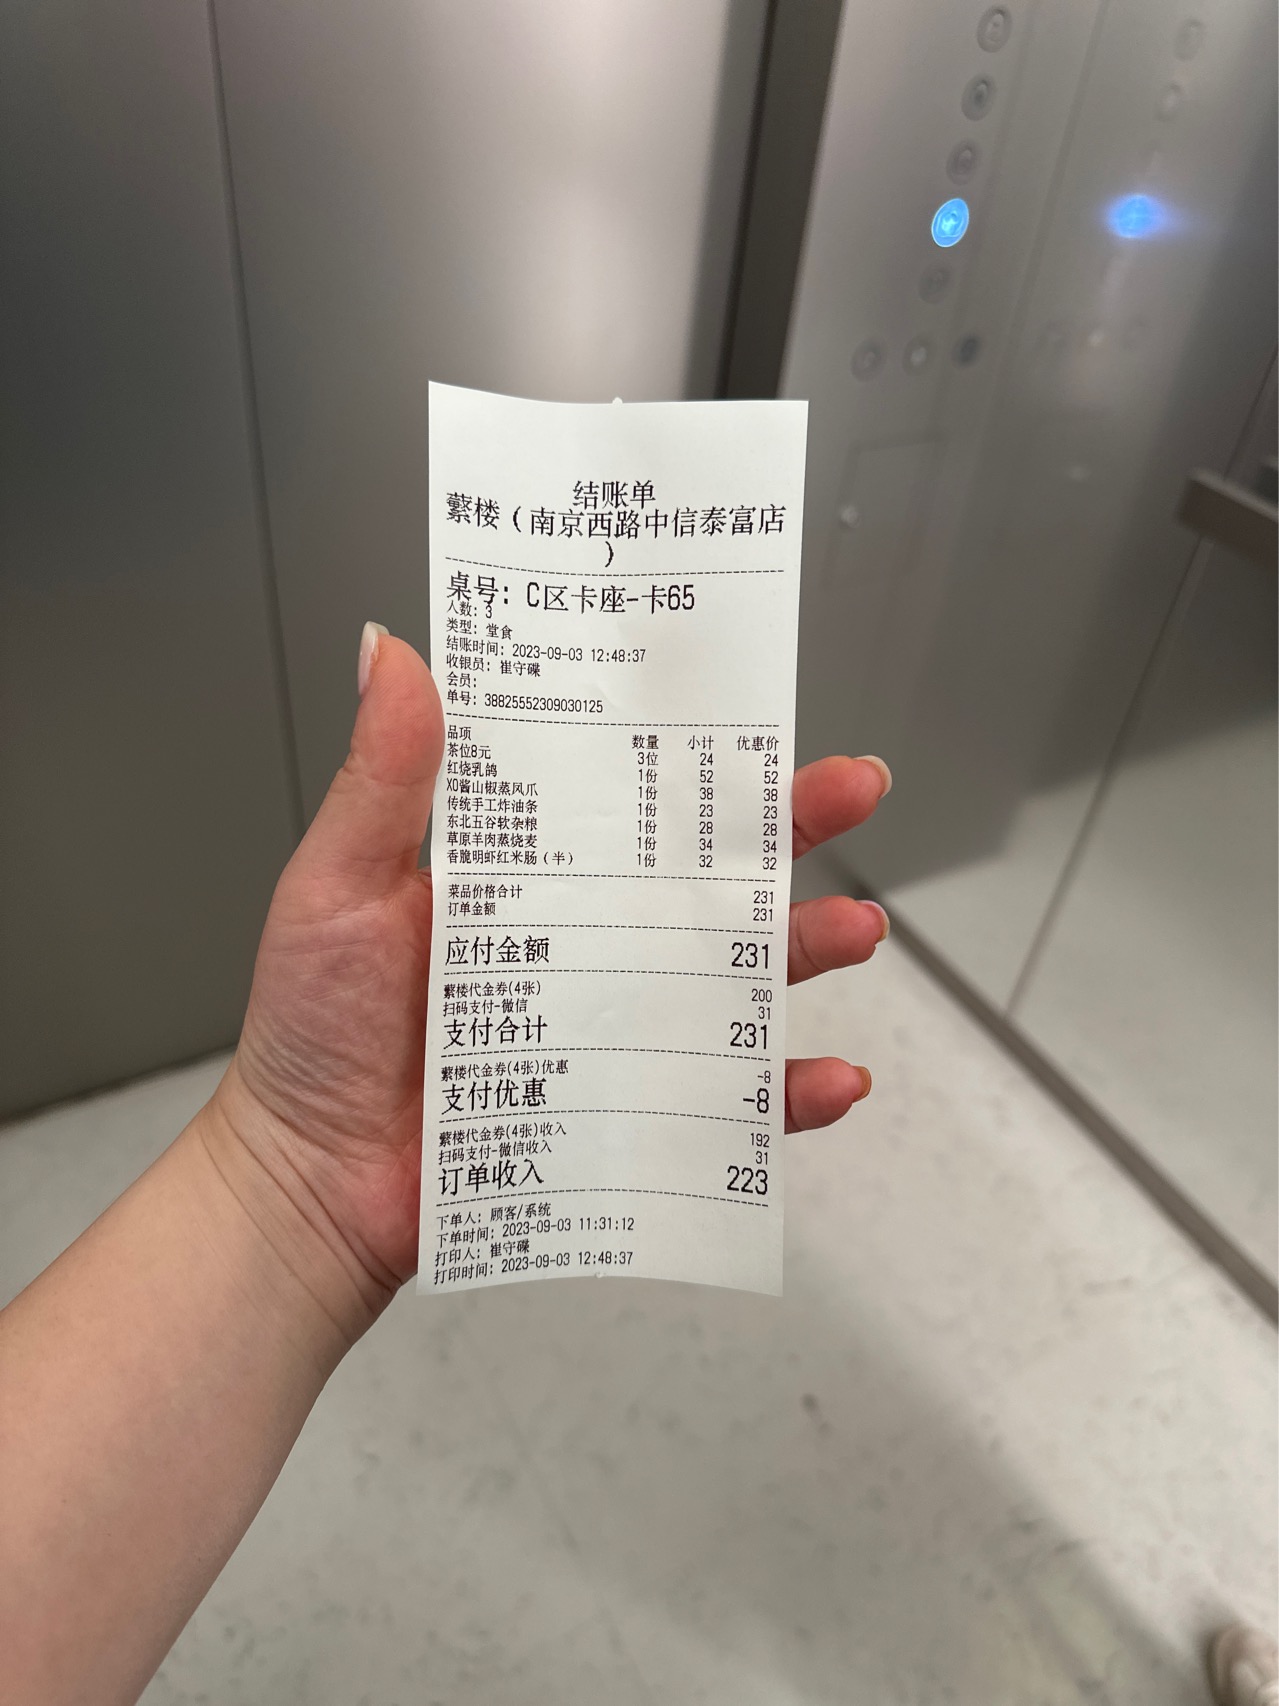 结账单
蘩楼（南京西路中信泰富店
）
桌号: C区卡座-卡65
人数: 3
类型: 堂食
结账时间: 2023-09-03 12:48:37
收银员: 崔守碟
会员:
单号: 38825552309030125
品项 数量 小计 优惠价
茶位8元 3位 24 24
红烧乳鸽 1份 52 52
XO酱山椒蒸凤爪 1份 38 38
传统手工炸油条 1份 23 23
东北五谷软杂粮 1份 28 28
草原羊肉蒸烧麦 1份 34 34
香脆明虾红米肠（半） 1份 32 32
菜品价格合计 231
订单金额 231
应付金额 231
蘩楼代金券(4张) 200
扫码支付-微信 31
支付合计 231
蘩楼代金券(4张)优惠 -8
支付优惠 -8
蘩楼代金券(4张)收入 192
扫码支付-微信收入 31
订单收入 223
下单人: 顾客/系统
下单时间: 2023-09-03 11:31:12
打印人: 崔守碟
打印时间: 2023-09-03 12:48:37